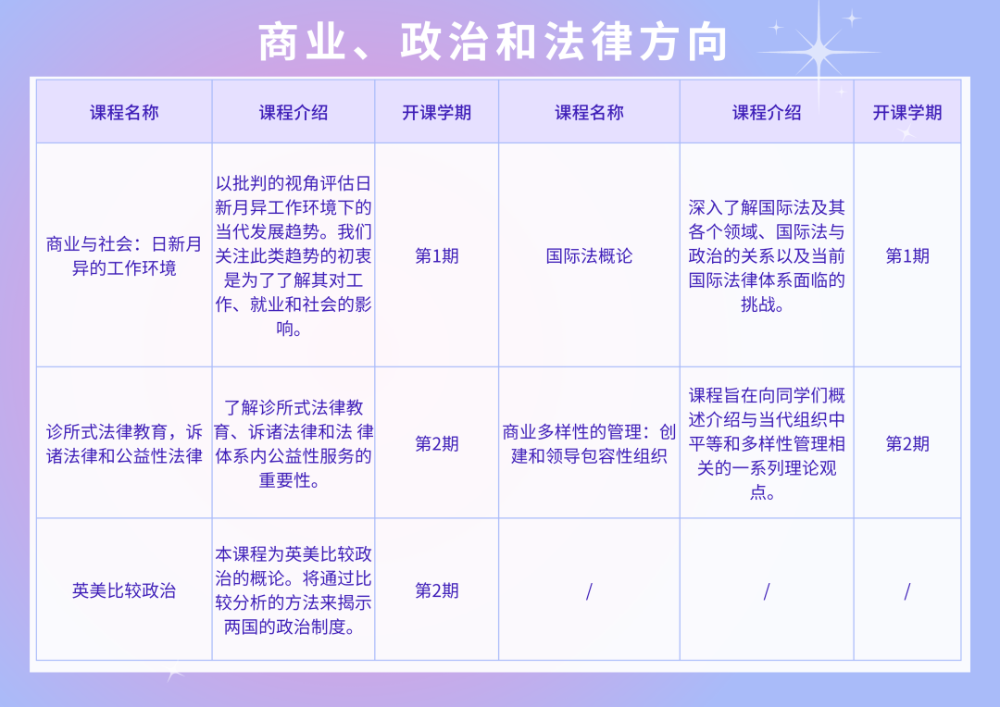 商业、政治和法律方向
课程名称
课程介绍
开课学期
课程名称
课程介绍
开课学期
商业与社会：日新月
异的工作环境
以批判的视角评估日
新月异工作环境下的
当代发展趋势。我们
关注此类趋势的初衷
是为了了解其对工
作、就业和社会的影
响。
第1期
国际法概论
深入了解国际法及其
各个领域、国际法与
政治的关系以及当前
国际法律体系面临的
挑战。
第1期
诊所式法律教育，诉
诸法律和公益性法律
了解诊所式法律教
育、诉诸法律和法 律
体系内公益性服务的
重要性。
第2期
商业多样性的管理：创
建和领导包容性组织
课程旨在向同学们概
述介绍与当代组织中
平等和多样性管理相
关的一系列理论观
点。
第2期
英美比较政治
本课程为英美比较政
治的概论。将通过比
较分析的方法来揭示
两国的政治制度。
第2期
/
/
/